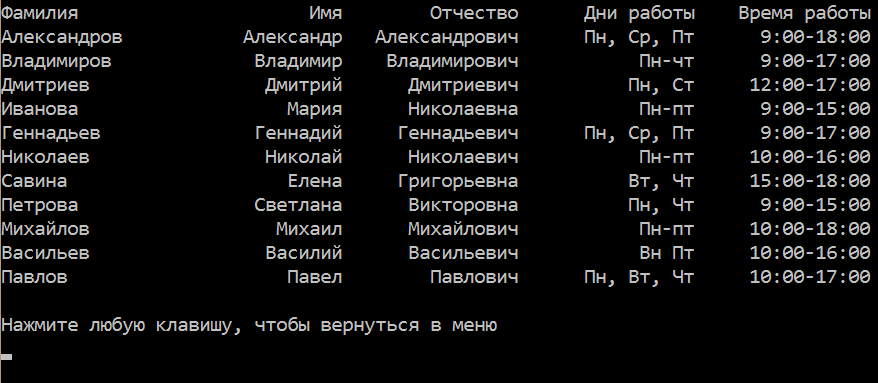 Фамилия Имя Отчество Дни работы Время работы
Александров Александр Александрович Пн, Ср, Пт 9:00-18:00
Владимиров Владимир Владимирович Пн-чт 9:00-17:00
Дмитриев Дмитрий Дмитриевич Пн, Ст 12:00-17:00
Иванова Мария Николаевна Пн-пт 9:00-15:00
Геннадьев Геннадий Геннадьевич Пн, Ср, Пт 9:00-17:00
Николаев Николай Николаевич Пн-пт 10:00-16:00
Савина Елена Григорьевна Вт, Чт 15:00-18:00
Петрова Светлана Викторовна Пн, Чт 9:00-15:00
Михайлов Михаил Михайлович Пн-пт 10:00-18:00
Васильев Василий Васильевич Вн Пт 10:00-16:00
Павлов Павел Павлович Пн, Вт, Чт 10:00-17:00
Нажмите любую клавишу, чтобы вернуться в меню